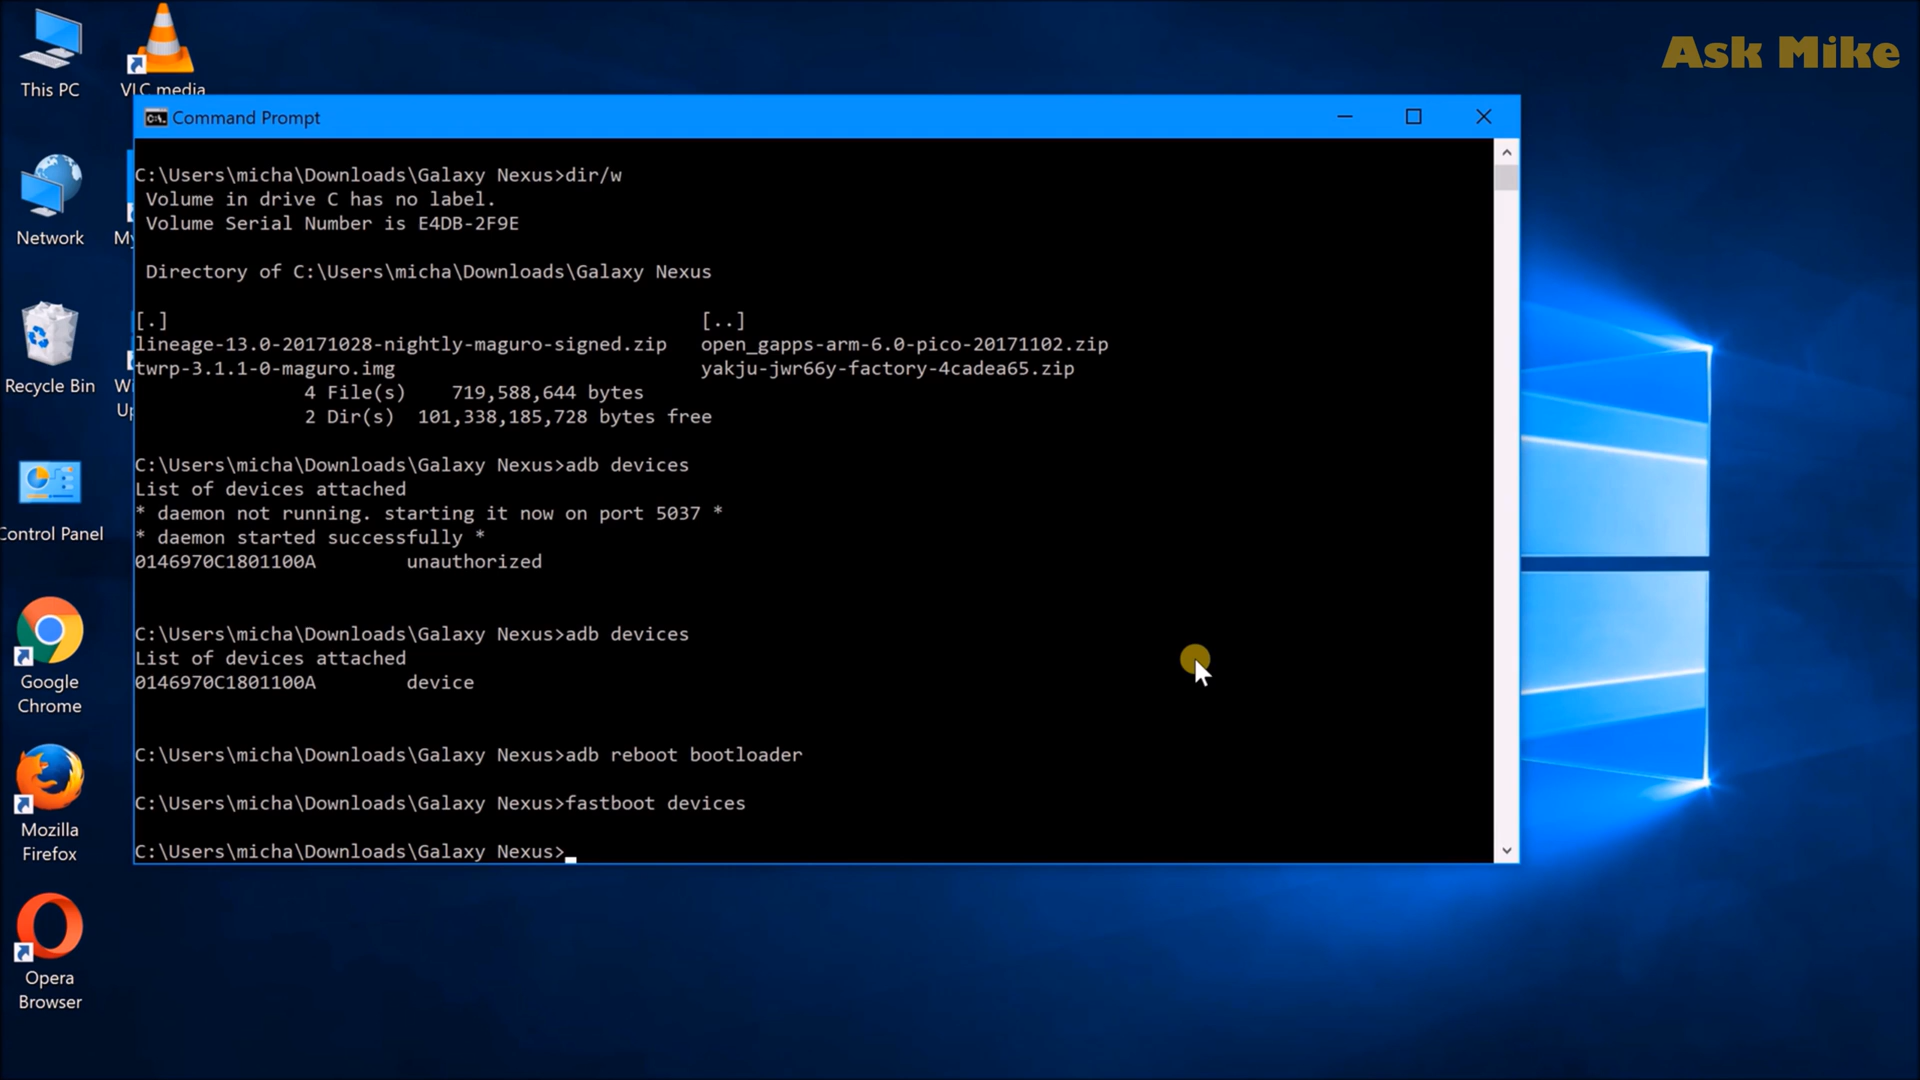 Ask Mike
This PC
VLC media
Network
My
Recycle Bin
Wi
Up
Control Panel
Google
Chrome
Mozilla
Firefox
Opera
Browser
Command Prompt
C:\Users\micha\Downloads\Galaxy Nexus>dir/w
Volume in drive C has no label.
Volume Serial Number is E4DB-2F9E
Directory of C:\Users\micha\Downloads\Galaxy Nexus
[.] [..]
lineage-13.0-20171028-nightly-maguro-signed.zip open_gapps-arm-6.0-pico-20171102.zip
twrp-3.1.1-0-maguro.img yakju-jwr66y-factory-4cadea65.zip
4 File(s) 719,588,644 bytes
2 Dir(s) 101,338,185,728 bytes free
C:\Users\micha\Downloads\Galaxy Nexus>adb devices
List of devices attached
* daemon not running. starting it now on port 5037 *
* daemon started successfully *
0146970C1801100A unauthorized
C:\Users\micha\Downloads\Galaxy Nexus>adb devices
List of devices attached
0146970C1801100A device
C:\Users\micha\Downloads\Galaxy Nexus>adb reboot bootloader
C:\Users\micha\Downloads\Galaxy Nexus>fastboot devices
C:\Users\micha\Downloads\Galaxy Nexus>